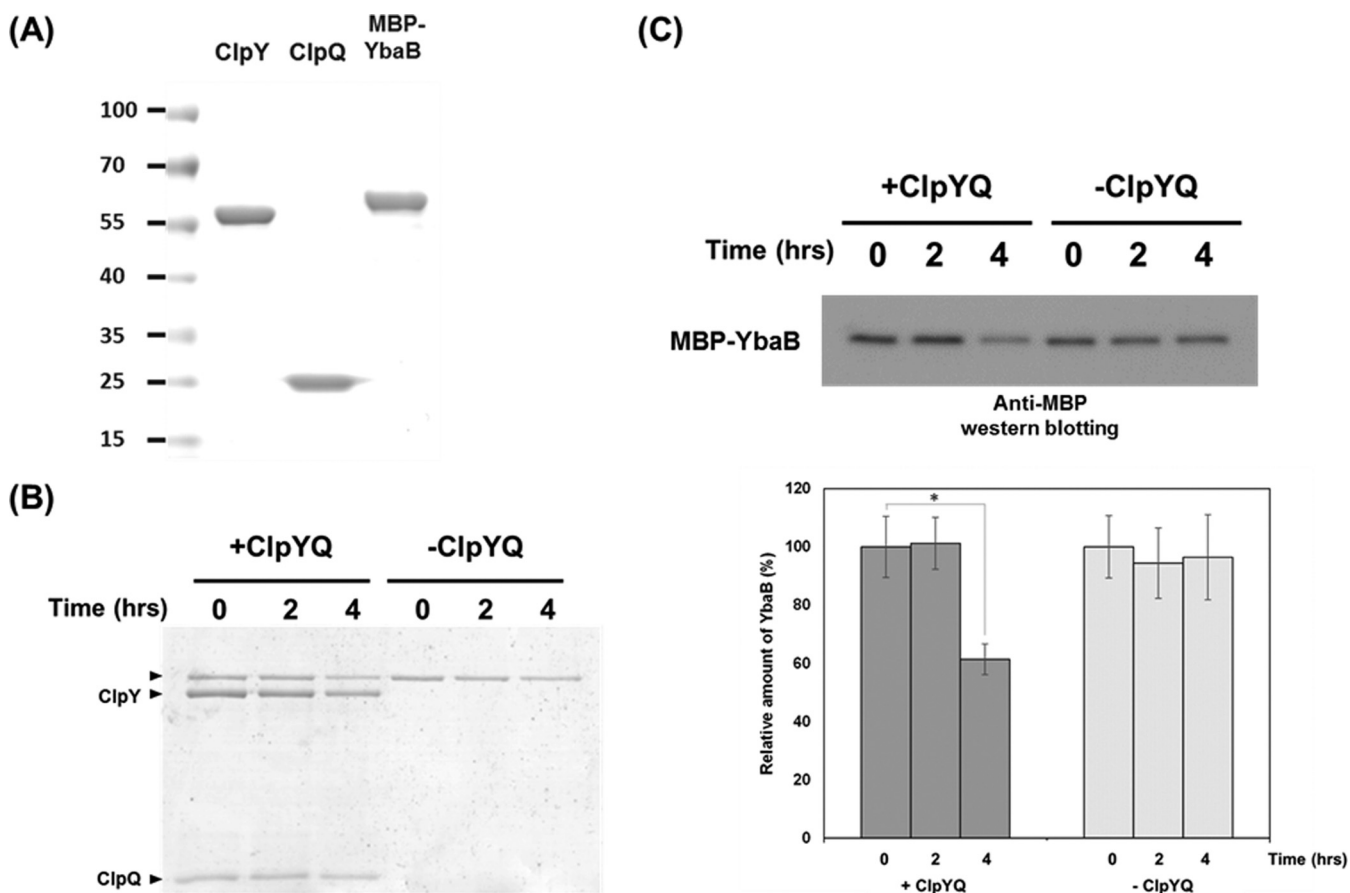 (A)
ClpY ClpQ MBP-
YbaB
100
70
55
40
35
25
15
(B)
+ClpYQ -ClpYQ
Time (hrs) 0 2 4 0 2 4
ClpY
ClpQ
(C)
+ClpYQ -ClpYQ
Time (hrs) 0 2 4 0 2 4
MBP-YbaB
Anti-MBP
western blotting
Relative amount of YbaB (%)
120
100
80
60
40
20
0
*
0 2 4 0 2 4 Time (hrs)
+ ClpYQ - ClpYQ